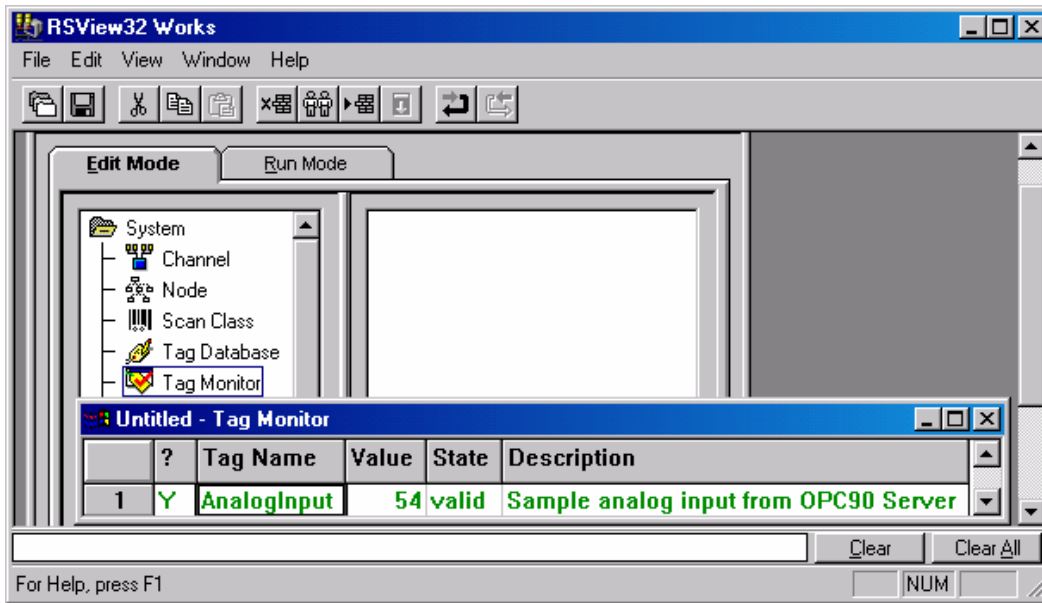 RSView32 Works
File Edit View Window Help
Edit Mode Run Mode
System
Channel
Node
Scan Class
Tag Database
Tag Monitor
Untitled - Tag Monitor
? Tag Name Value State Description
1 Y AnalogInput 54 valid Sample analog input from OPC90 Server
Clear Clear All
For Help, press F1 NUM